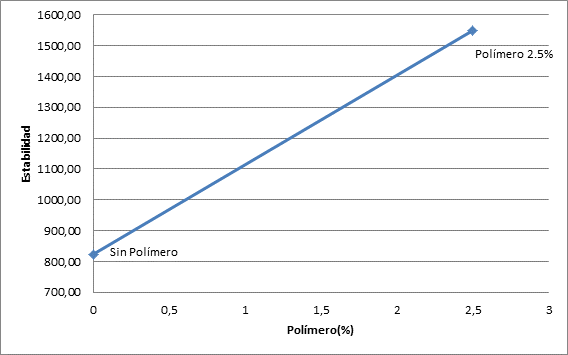 1600,00
1500,00
1400,00
1300,00
1200,00
1100,00
1000,00
900,00
800,00
700,00
Estabilidad
Polímero 2.5%
Sin Polímero
0 0,5 1 1,5 2 2,5 3
Polímero(%)